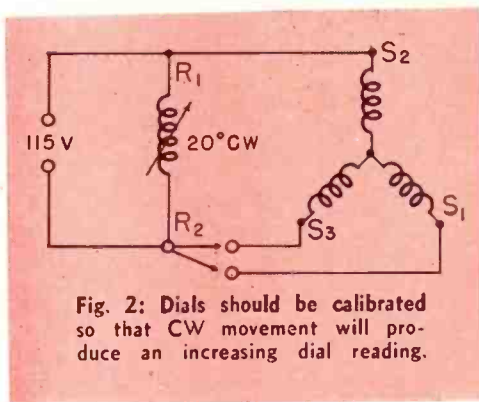 S2
R1
115 V
20°CW
R2
S3
S1
Fig. 2: Dials should be calibrated
so that CW movement will pro-
duce an increasing dial reading.